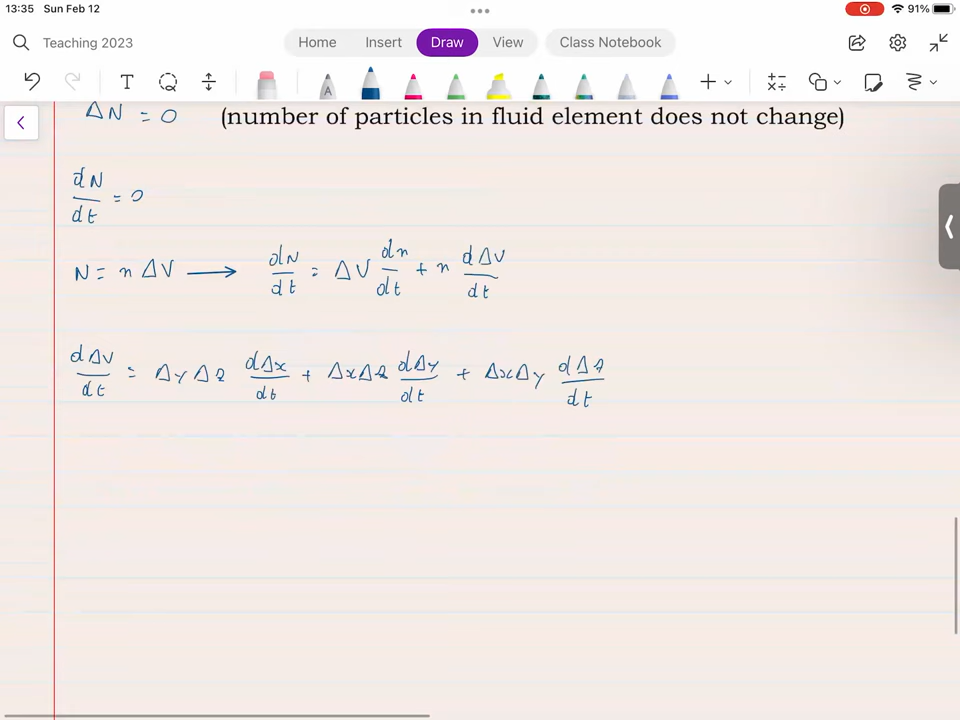 13:35 Sun Feb 12
91%
Teaching 2023
Home Insert Draw View Class Notebook
T A
ΔN = 0 (number of particles in fluid element does not change)
dN/dt = 0
N = n ΔV ⟶ dN/dt = ΔV dn/dt + n dΔV/dt
dΔV/dt = Δy Δz dΔx/dt + ΔxΔz dΔy/dt + ΔxΔy dΔz/dt